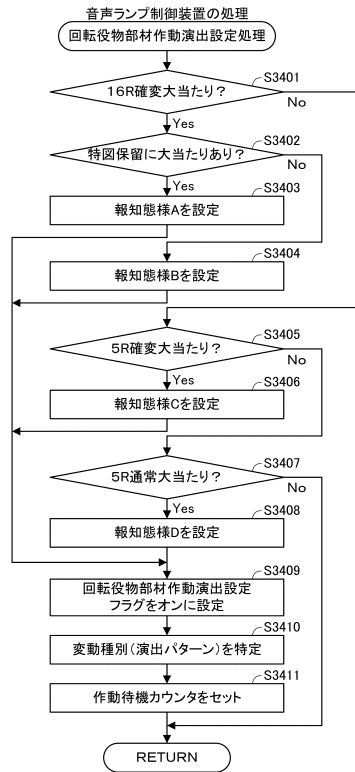 音声ランプ制御装置の処理
回転役物部材作動演出設定処理
S3401
16R確変大当たり?
No
Yes
S3402
特図保留に大当たりあり?
No
Yes
S3403
報知態様Aを設定
S3404
報知態様Bを設定
S3405
5R確変大当たり?
No
Yes
S3406
報知態様Cを設定
S3407
5R通常大当たり?
No
Yes
S3408
報知態様Dを設定
S3409
回転役物部材作動演出設定
フラグをオンに設定
S3410
変動種別(演出パターン)を特定
S3411
作動待機カウンタをセット
RETURN